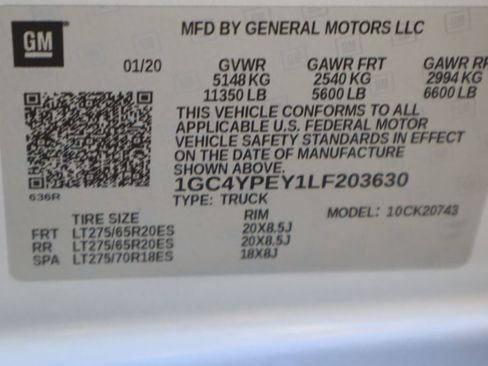 GM
MFD BY GENERAL MOTORS LLC
01/20 GVWR GAWR FRT GAWR RR
5148 KG 2540 KG 2994 KG
11350 LB 5600 LB 6600 LB
THIS VEHICLE CONFORMS TO ALL
APPLICABLE U.S. FEDERAL MOTOR
VEHICLE SAFETY STANDARDS IN EFFECT
ON THE DATE OF MANUFACTURE
SHOWN ABOVE.
636R 1GC4YPEY1LF203630
TYPE: TRUCK MODEL: 10CK20743
TIRE SIZE RIM
FRT LT275/65R20ES 20X8.5J
RR LT275/65R20ES 20X8.5J
SPA LT275/70R18ES 18X8J